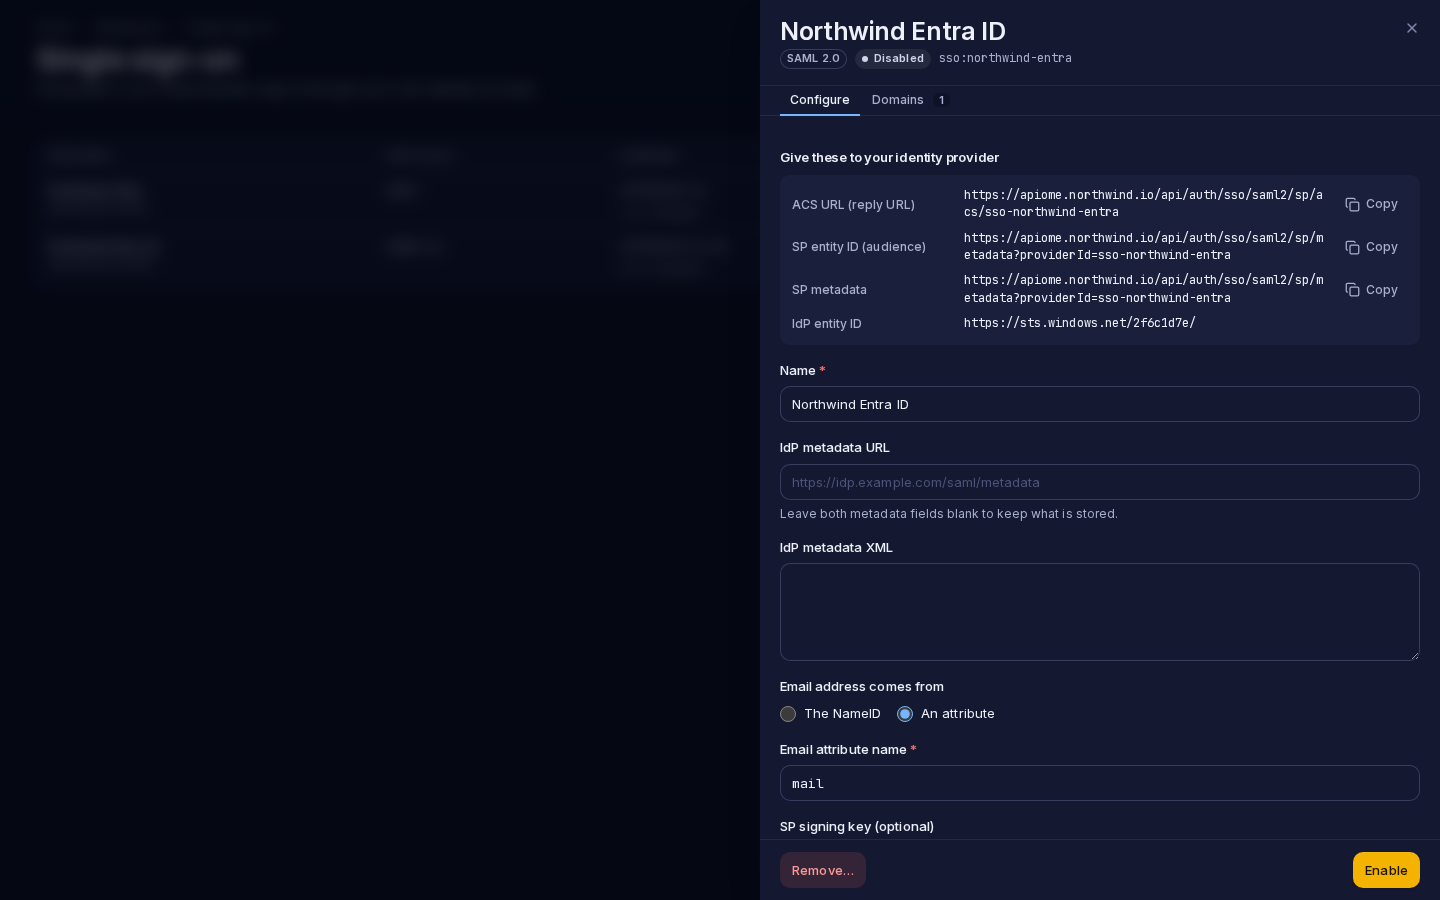 Single sign-on
Northwind Entra ID
SAML 2.0
Disabled
sso:northwind-entra
Configure
Domains 1
Give these to your identity provider
ACS URL (reply URL)
https://apiome.northwind.io/api/auth/sso/saml2/sp/a
cs/sso-northwind-entra
Copy
SP entity ID (audience)
https://apiome.northwind.io/api/auth/sso/saml2/sp/m
etadata?providerId=sso-northwind-entra
Copy
SP metadata
https://apiome.northwind.io/api/auth/sso/saml2/sp/m
etadata?providerId=sso-northwind-entra
Copy
IdP entity ID
https://sts.windows.net/2f6c1d7e/
Name *
Northwind Entra ID
IdP metadata URL
https://idp.example.com/saml/metadata
Leave both metadata fields blank to keep what is stored.
IdP metadata XML
Email address comes from
The NameID
An attribute
Email attribute name *
mail
SP signing key (optional)
Remove…
Enable